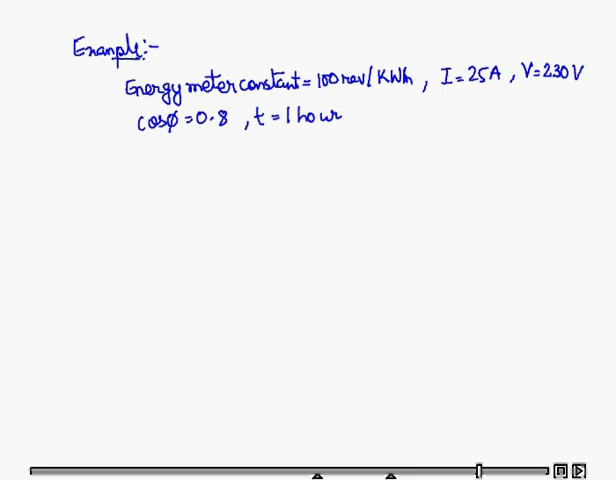 Example:-
Energy meter constant = 100 rev/KWh, I = 25A, V = 230V
cosφ = 0.8, t = 1 hour